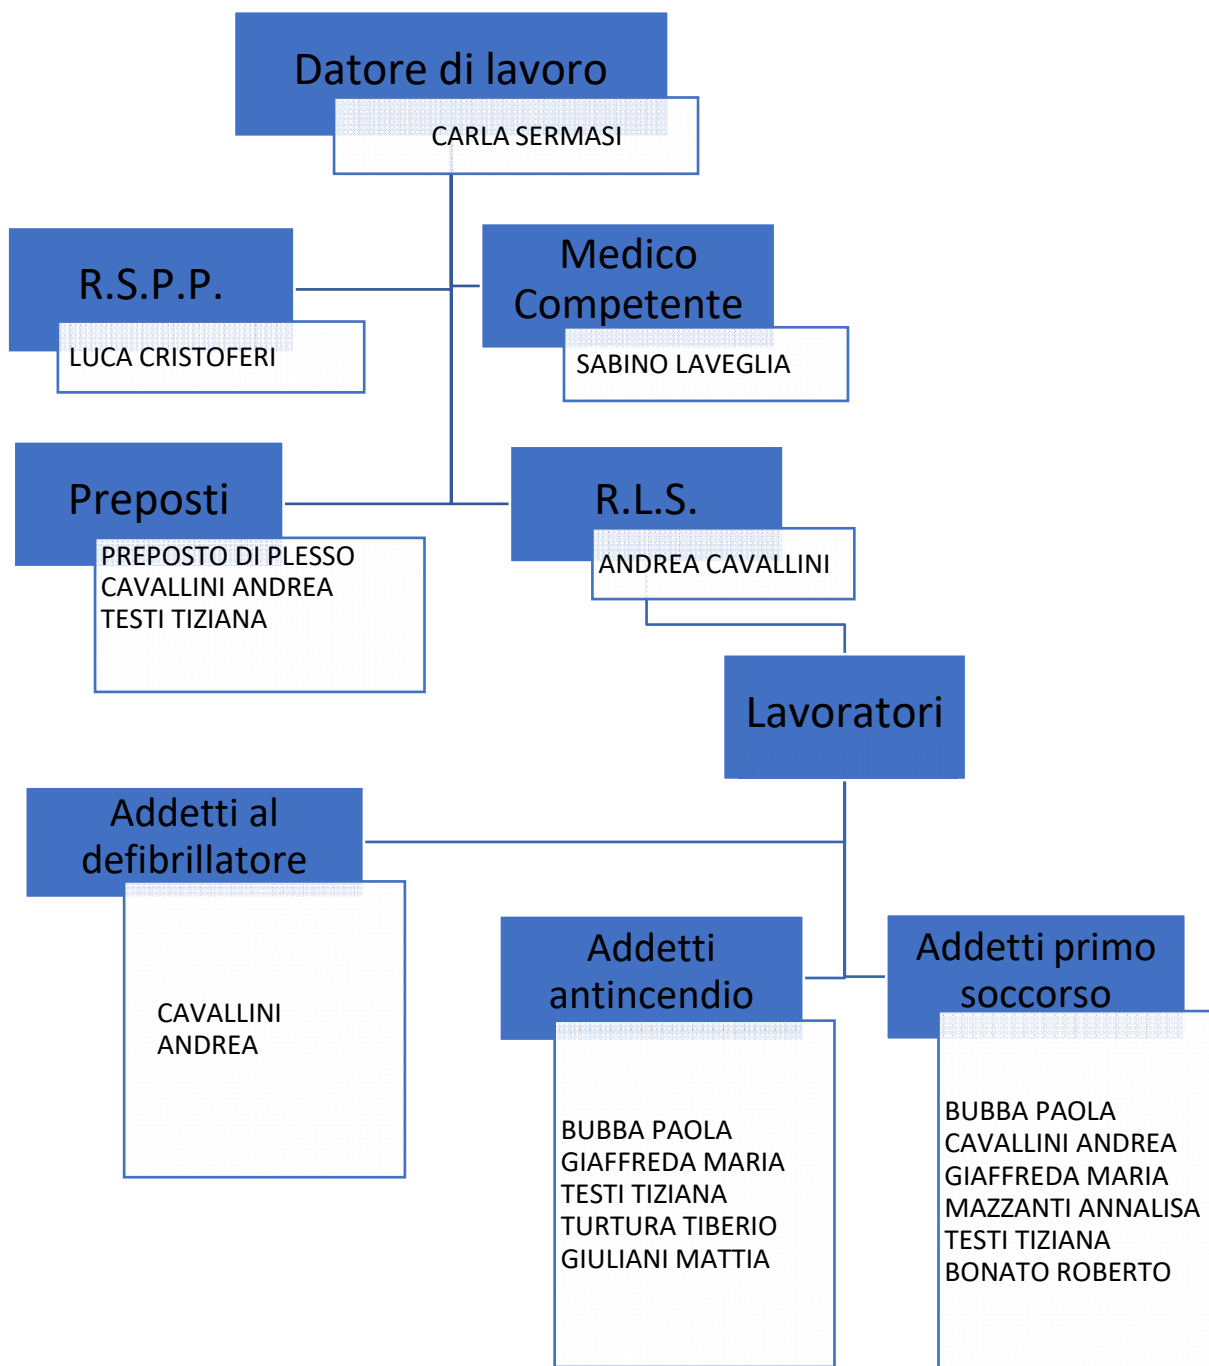 Datore di lavoro
CARLA SERMASI
R.S.P.P.
LUCA CRISTOFERI
Medico
Competente
SABINO LAVEGLIA
Preposti
PREPOSTO DI PLESSO
CAVALLINI ANDREA
TESTI TIZIANA
R.L.S.
ANDREA CAVALLINI
Lavoratori
Addetti al
defibrillatore
CAVALLINI
ANDREA
Addetti
antincendio
BUBBA PAOLA
GIAFFREDA MARIA
TESTI TIZIANA
TURTURA TIBERIO
GIULIANI MATTIA
Addetti primo
soccorso
BUBBA PAOLA
CAVALLINI ANDREA
GIAFFREDA MARIA
MAZZANTI ANNALISA
TESTI TIZIANA
BONATO ROBERTO